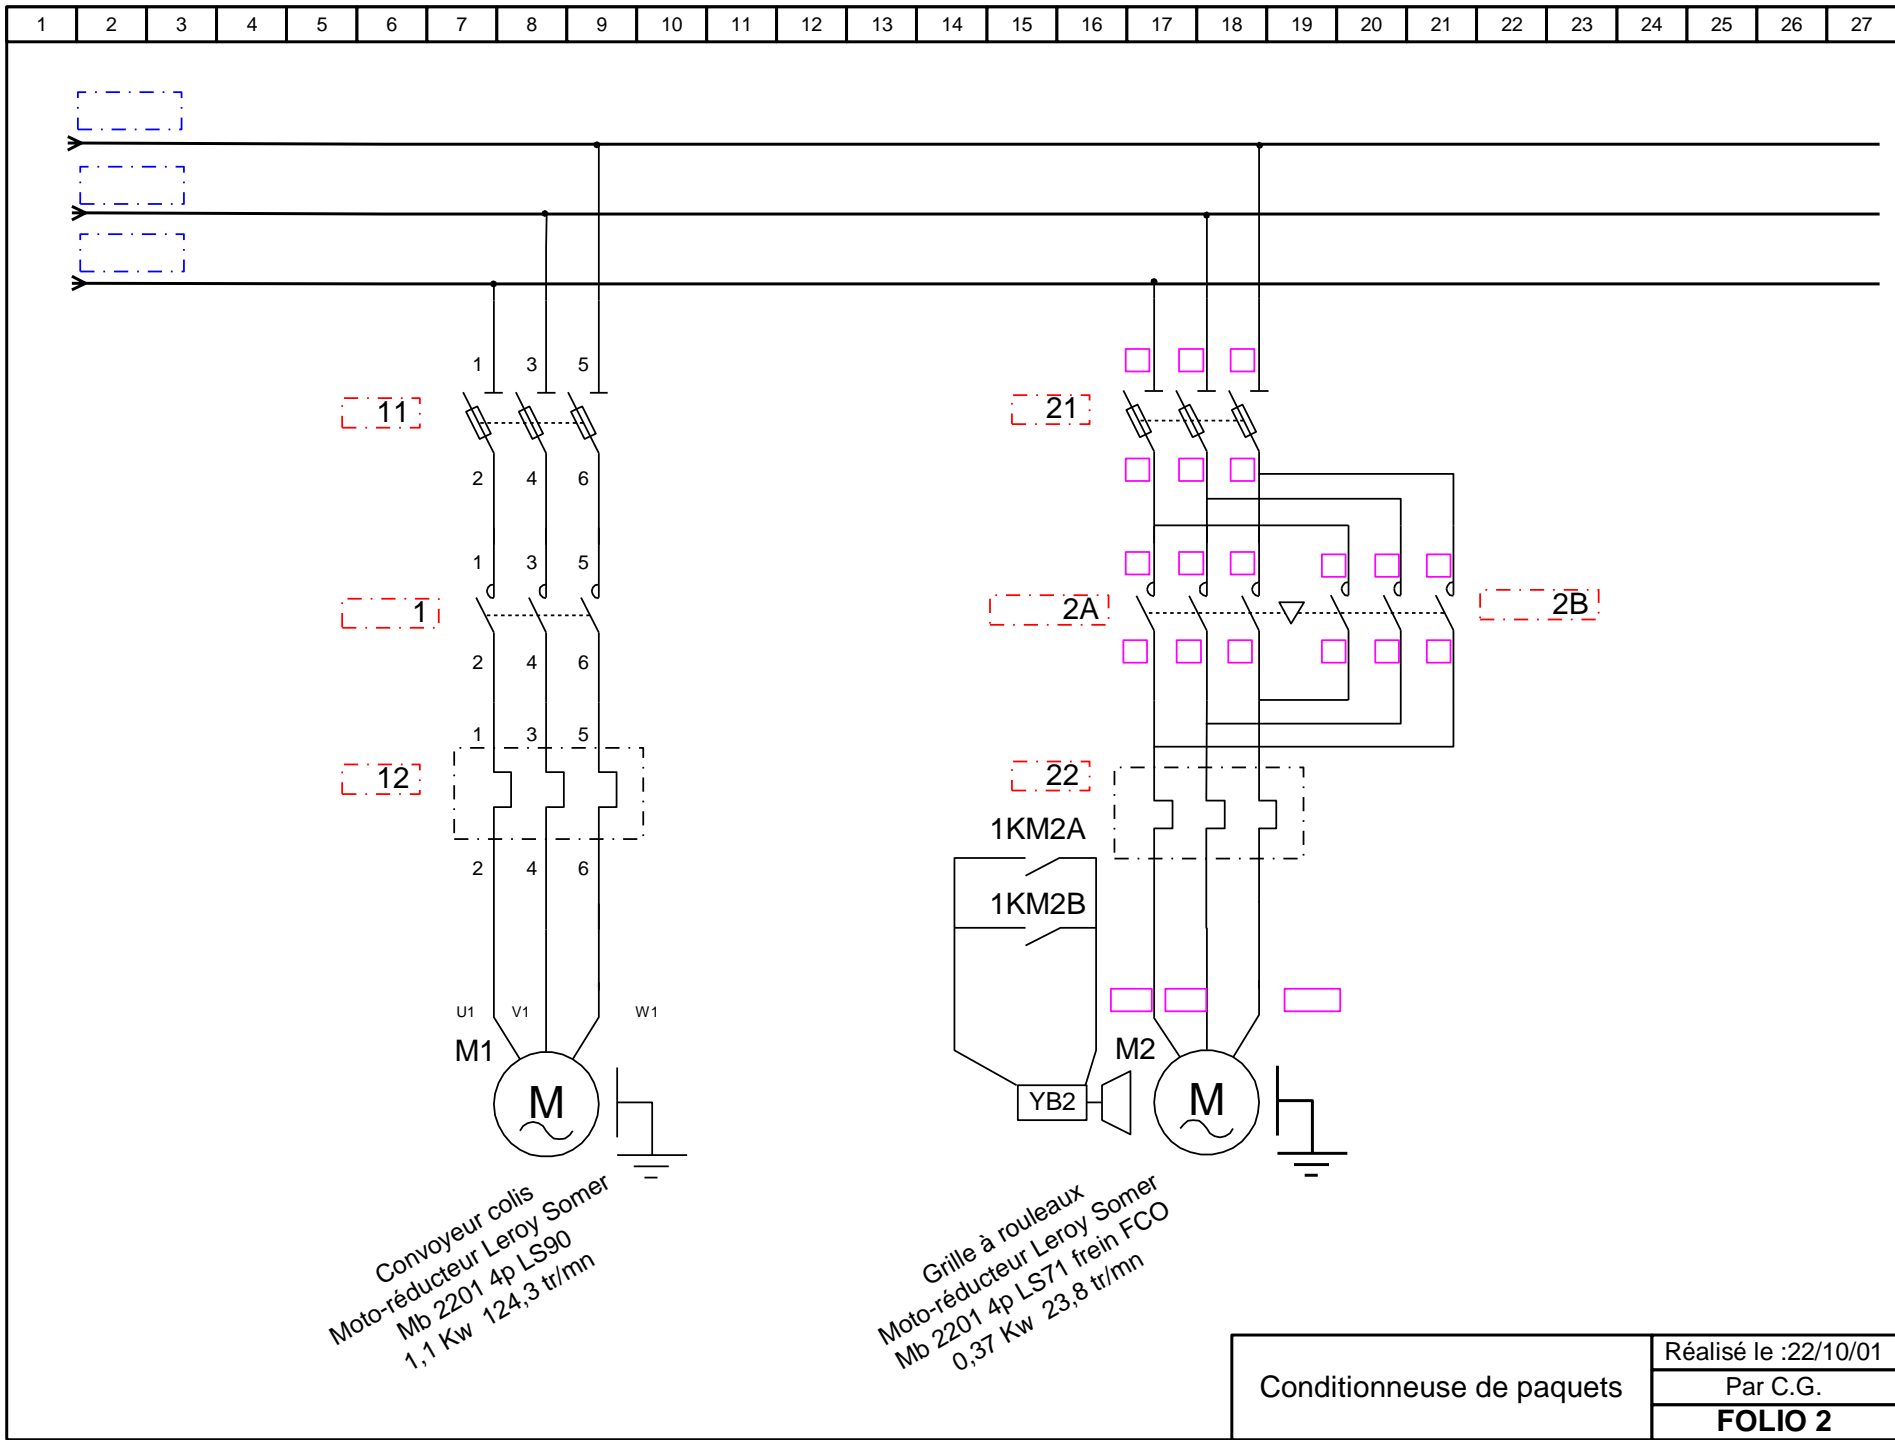 1 2 3 4 5 6 7 8 9 10 11 12 13 14 15 16 17 18 19 20 21 22 23 24 25 26 27
1 3 5
11
21
2 4 6
1 3 5
1
2A
2B
2 4 6
1 3 5
12
22
1KM2A
2 4 6
1KM2B
U1 V1 W1
M1
M2
M
YB2
M
Convoyeur colis
Moto-réducteur Leroy Somer
Mb 2201 4p LS90
1,1 Kw 124,3 tr/mn
Grille à rouleaux
Moto-réducteur Leroy Somer
Mb 2201 4p LS71 frein FCO
0,37 Kw 23,8 tr/mn
Conditionneuse de paquets
Réalisé le :22/10/01
Par C.G.
FOLIO 2